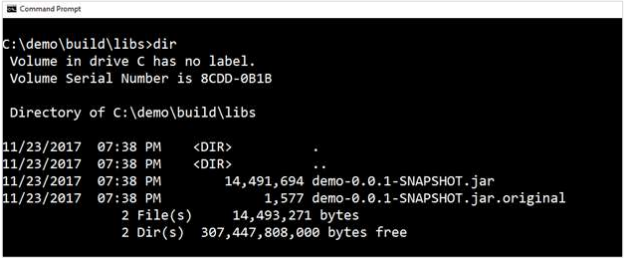 Command Prompt
C:\demo\build\libs>dir
Volume in drive C has no label.
Volume Serial Number is 8CDD-0B1B
Directory of C:\demo\build\libs
11/23/2017 07:38 PM <DIR> .
11/23/2017 07:38 PM <DIR> ..
11/23/2017 07:38 PM 14,491,694 demo-0.0.1-SNAPSHOT.jar
11/23/2017 07:38 PM 1,577 demo-0.0.1-SNAPSHOT.jar.original
2 File(s) 14,493,271 bytes
2 Dir(s) 307,447,808,000 bytes free